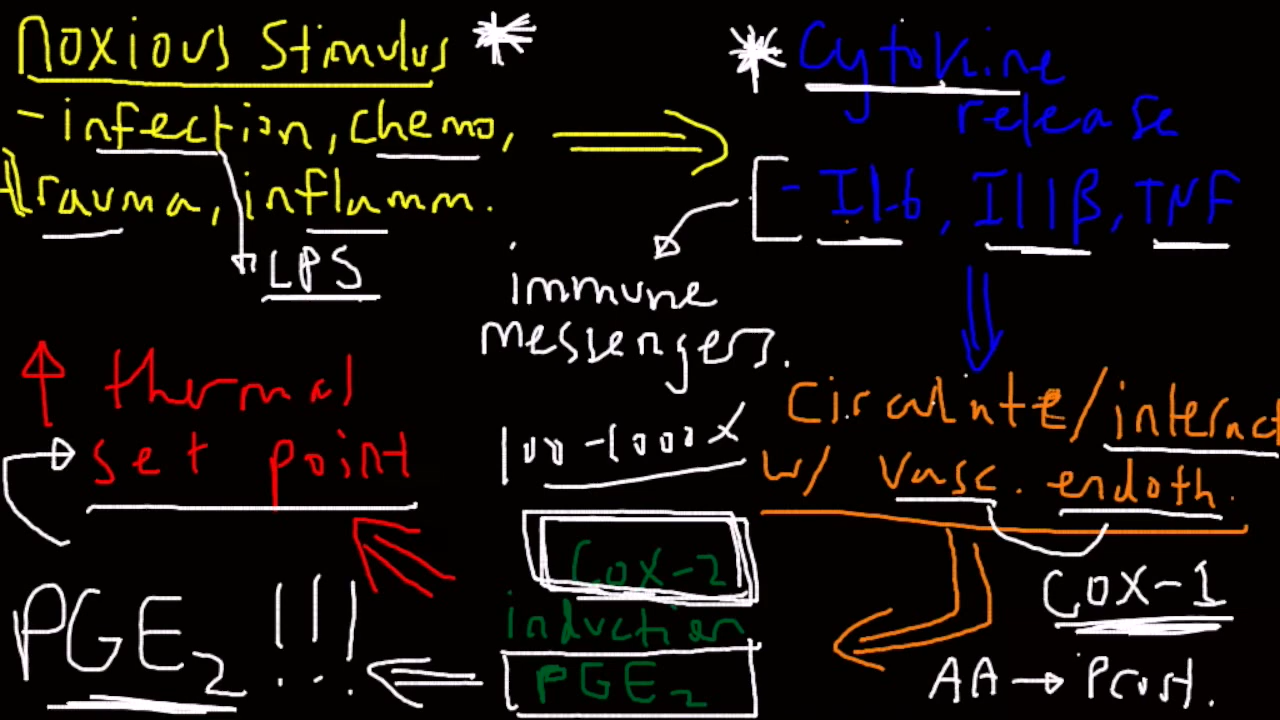 Noxious Stimulus *
- infection, chemo,
trauma, inflamm.
LPS
* Cytokine
release
- Il-6, Il1β, TNF
immune
messengers.
Circulate/interact
w/ vasc. endoth.
COX-1
AA → Prost.
100-1000x
COX-2
induction
PGE2
PGE2 !!!
↑ thermal
set point